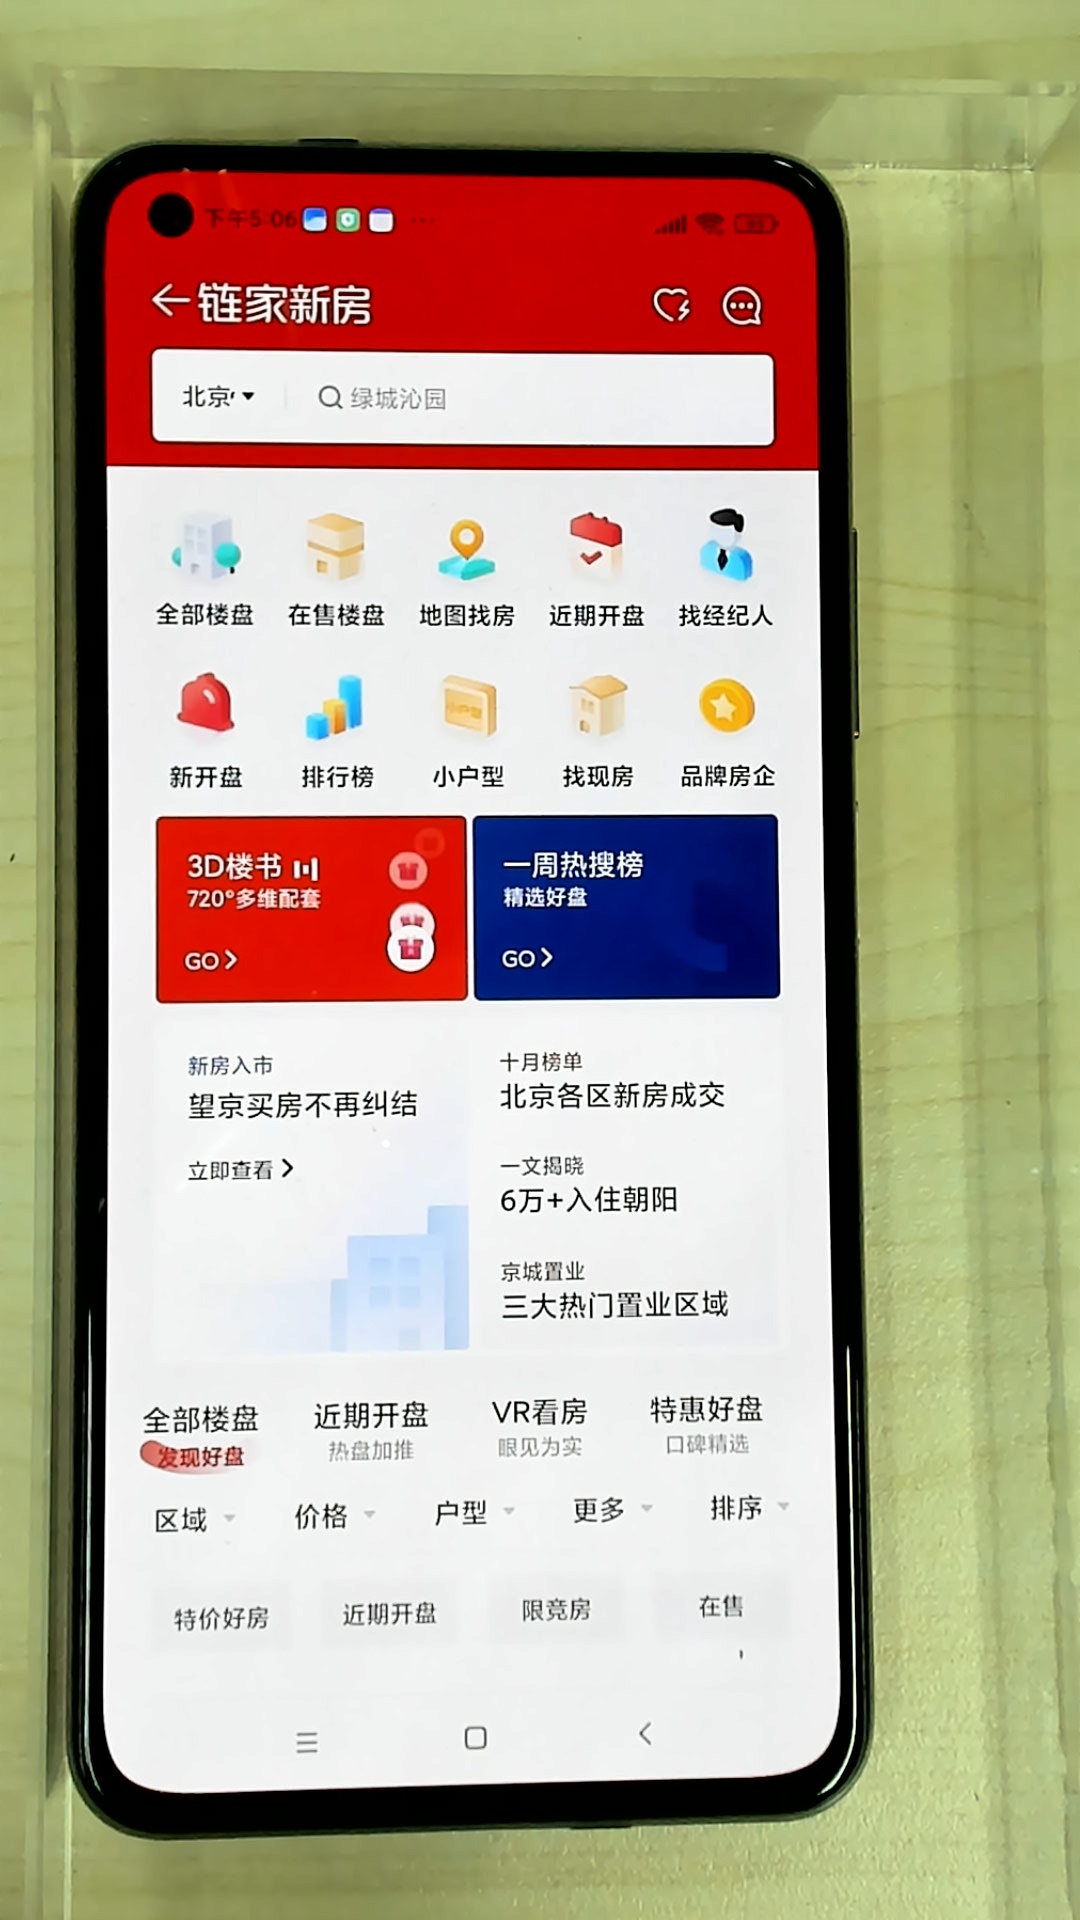 下午5:06
链家新房
北京 绿城沁园
全部楼盘 在售楼盘 地图找房 近期开盘 找经纪人
新开盘 排行榜 小户型 找现房 品牌房企
3D楼书
720°多维配套
GO
一周热搜榜
精选好盘
GO
新房入市
望京买房不再纠结
立即查看
十月榜单
北京各区新房成交
一文揭晓
6万+入住朝阳
京城置业
三大热门置业区域
全部楼盘 近期开盘 VR看房 特惠好盘
发现好盘 热盘加推 眼见为实 口碑精选
区域 价格 户型 更多 排序
特价好房 近期开盘 限竞房 在售